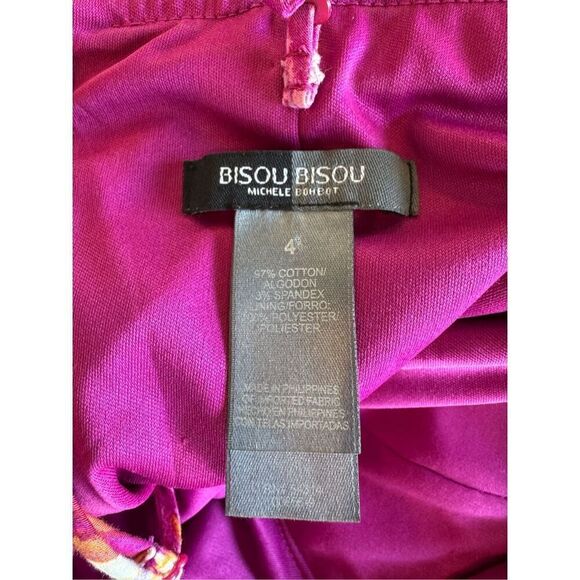 BISOU BISOU
MICHELE BOHBOT
4
97% COTTON/
ALGODON
3% SPANDEX
LINING/FORRO:
100% POLYESTER/
POLIESTER
MADE IN PHILIPPINES
OF IMPORTED FABRIC
HECHO EN PHILIPPINES
CON TELAS IMPORTADAS